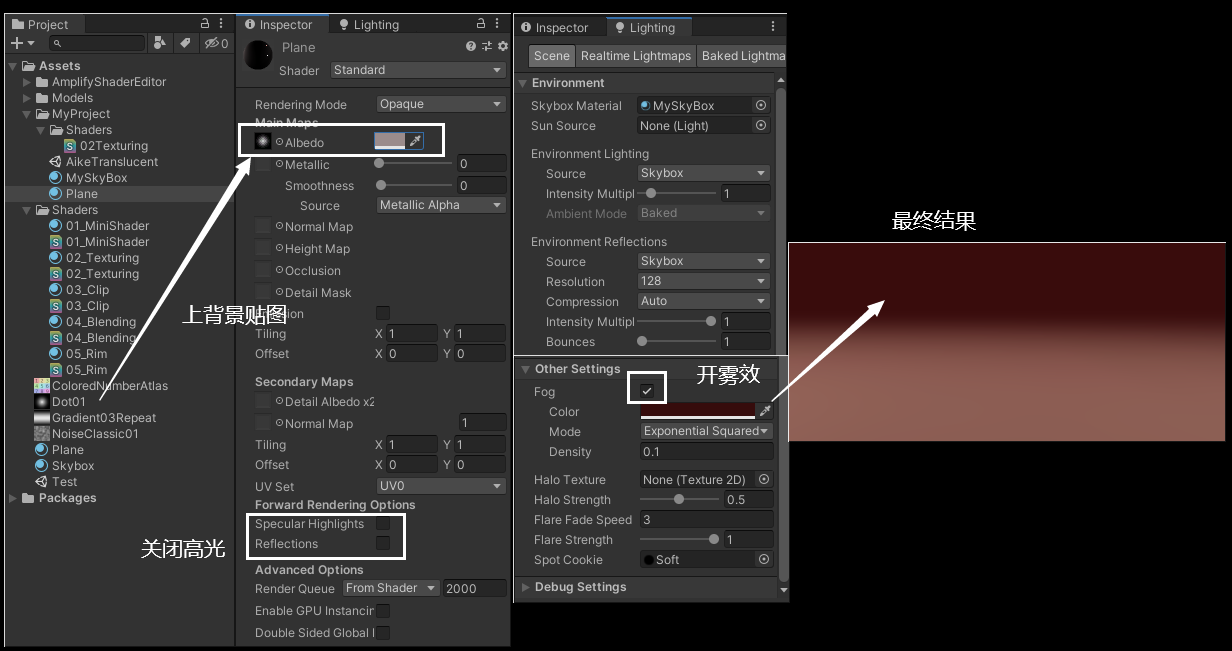 Project
0
Assets
AmplifyShaderEditor
Models
MyProject
Shaders
02Texturing
AikeTranslucent
MySkyBox
Plane
Shaders
01_MiniShader
01_MiniShader
02_Texturing
02_Texturing
03_Clip
03_Clip
04_Blending
04_Blending
05_Rim
05_Rim
ColoredNumberAtlas
Dot01
Gradient03Repeat
NoiseClassic01
Plane
Skybox
Test
Packages
上背景贴图
关闭高光
Inspector
Lighting
Plane
Shader Standard
Rendering Mode Opaque
Main Maps
Albedo
Metallic 0
Smoothness 0
Source Metallic Alpha
Normal Map
Height Map
Occlusion
Detail Mask
Tiling X 1 Y 1
Offset X 0 Y 0
Secondary Maps
Detail Albedo x2
Normal Map 1
Tiling X 1 Y 1
Offset X 0 Y 0
UV Set UV0
Forward Rendering Options
Specular Highlights
Reflections
Advanced Options
Render Queue From Shader 2000
Enable GPU Instancir
Double Sided Global I
Inspector
Lighting
Scene Realtime Lightmaps Baked Lightma
Environment
Skybox Material MySkyBox
Sun Source None (Light)
Environment Lighting
Source Skybox
Intensity Multipl 1
Ambient Mode Baked
Environment Reflections
Source Skybox
Resolution 128
Compression Auto
Intensity Multipl 1
Bounces 1
Other Settings
开雾效
Fog
Color
Mode Exponential Squared
Density 0.1
Halo Texture None (Texture 2D)
Halo Strength 0.5
Flare Fade Speed 3
Flare Strength 1
Spot Cookie Soft
Debug Settings
最终结果